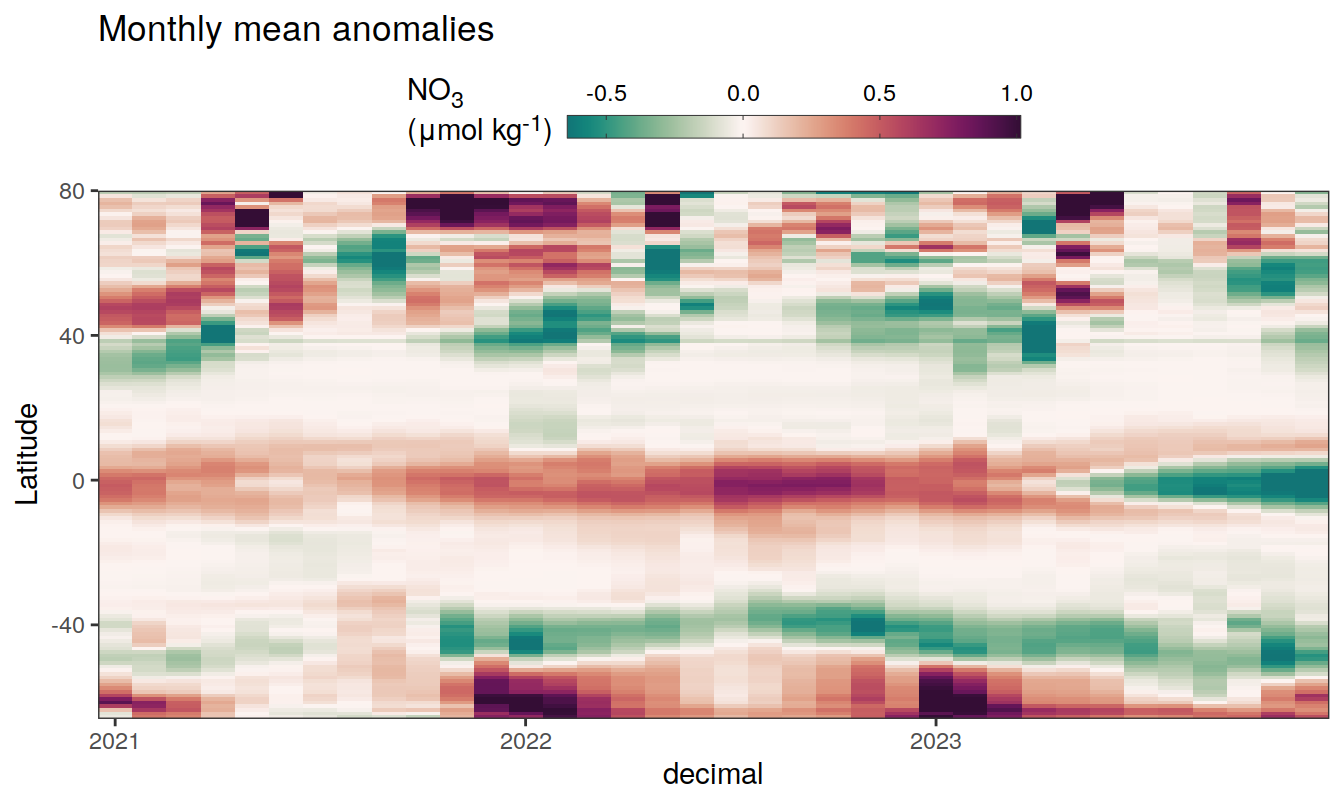 Monthly mean anomalies
NO₃
(µmol kg⁻¹)
-0.5 0.0 0.5 1.0
Latitude
80
40
0
-40
2021 2022 2023
decimal